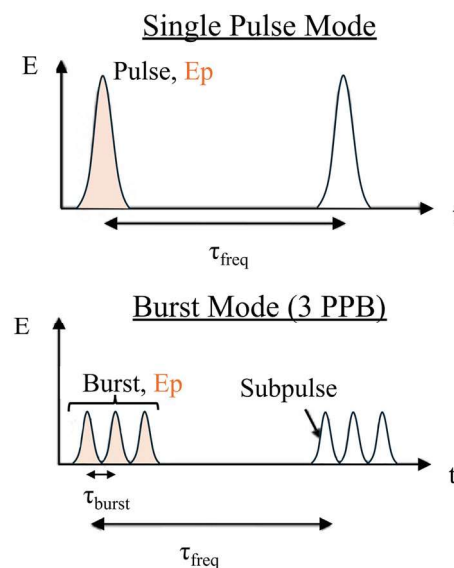 Single Pulse Mode
E
Pulse, Ep
t
τfreq
Burst Mode (3 PPB)
E
Burst, Ep
Subpulse
t
τburst
τfreq